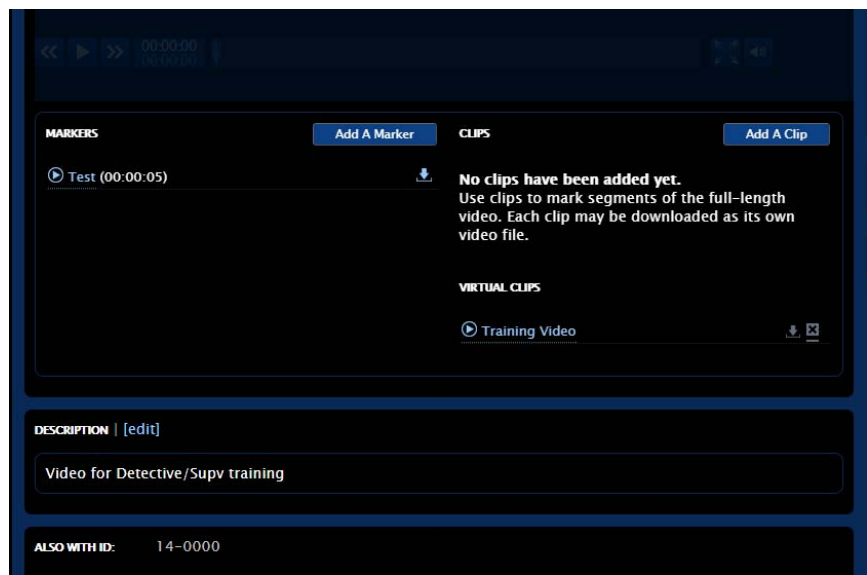 00:00:00
00:00:00
MARKERS
Add A Marker
Test (00:00:05)
CLIPS
Add A Clip
No clips have been added yet.
Use clips to mark segments of the full-length
video. Each clip may be downloaded as its own
video file.
VIRTUAL CLIPS
Training Video
DESCRIPTION | [edit]
Video for Detective/Supv training
ALSO WITH ID: 14-0000